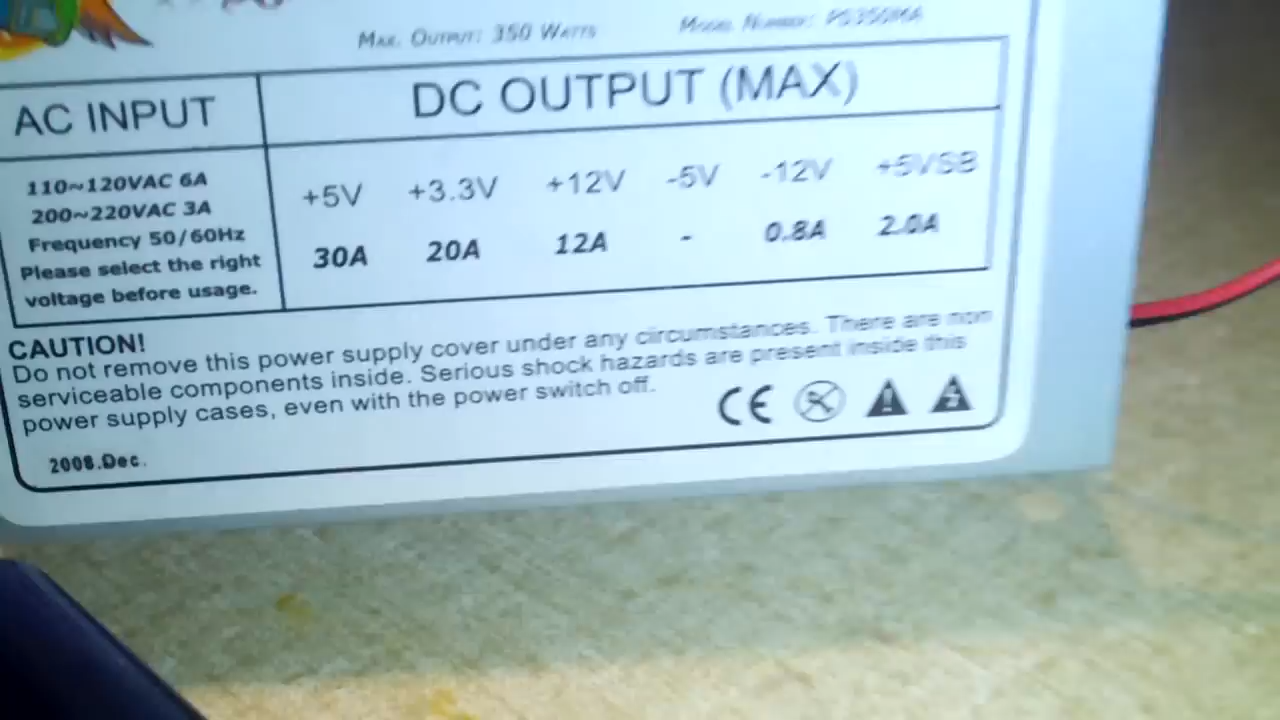 Max. Output: 350 Watts Model Number: PS350MA
AC INPUT DC OUTPUT (MAX)
110~120VAC 6A
200~220VAC 3A
Frequency 50/60Hz
Please select the right
voltage before usage.
+5V +3.3V +12V -5V -12V +5VSB
30A 20A 12A - 0.8A 2.0A
CAUTION!
Do not remove this power supply cover under any circumstances. There are non
serviceable components inside. Serious shock hazards are present inside this
power supply cases, even with the power switch off.
CE
2008.Dec.